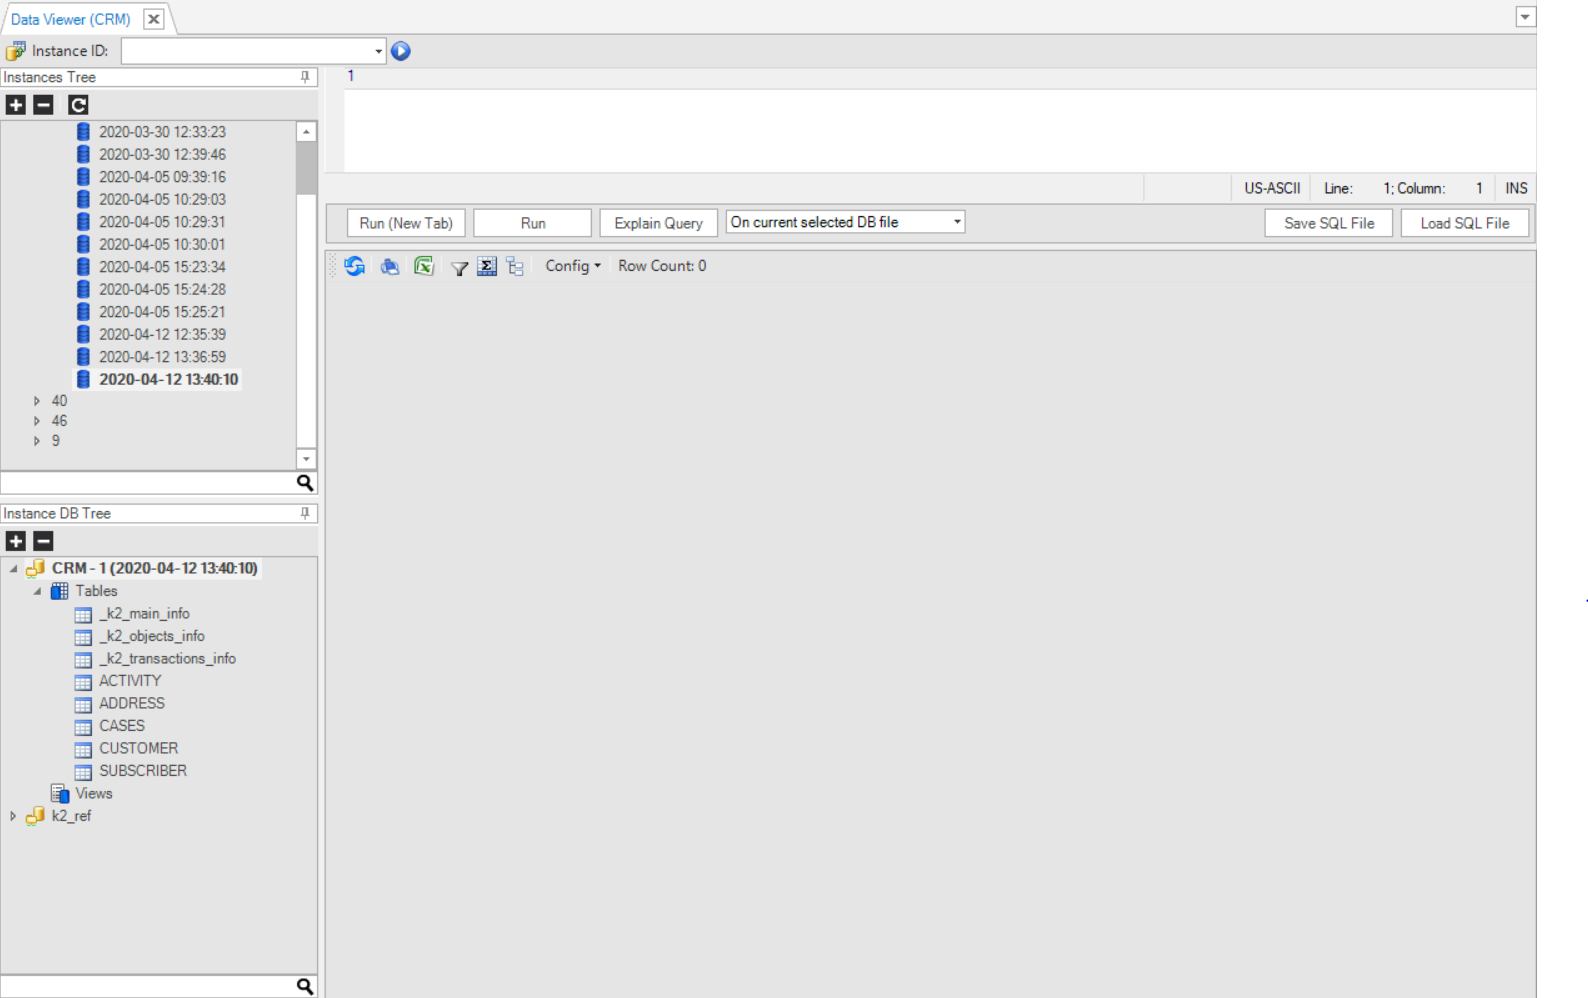 Data Viewer (CRM)
Instance ID:
Instances Tree
2020-03-30 12:33:23
2020-03-30 12:39:46
2020-04-05 09:39:16
2020-04-05 10:29:03
2020-04-05 10:29:31
2020-04-05 10:30:01
2020-04-05 15:23:34
2020-04-05 15:24:28
2020-04-05 15:25:21
2020-04-12 12:35:39
2020-04-12 13:36:59
2020-04-12 13:40:10
40
46
9
Instance DB Tree
CRM - 1 (2020-04-12 13:40:10)
Tables
_k2_main_info
_k2_objects_info
_k2_transactions_info
ACTIVITY
ADDRESS
CASES
CUSTOMER
SUBSCRIBER
Views
k2_ref
1
US-ASCII Line: 1; Column: 1 INS
Run (New Tab) Run Explain Query On current selected DB file Save SQL File Load SQL File
Config Row Count: 0